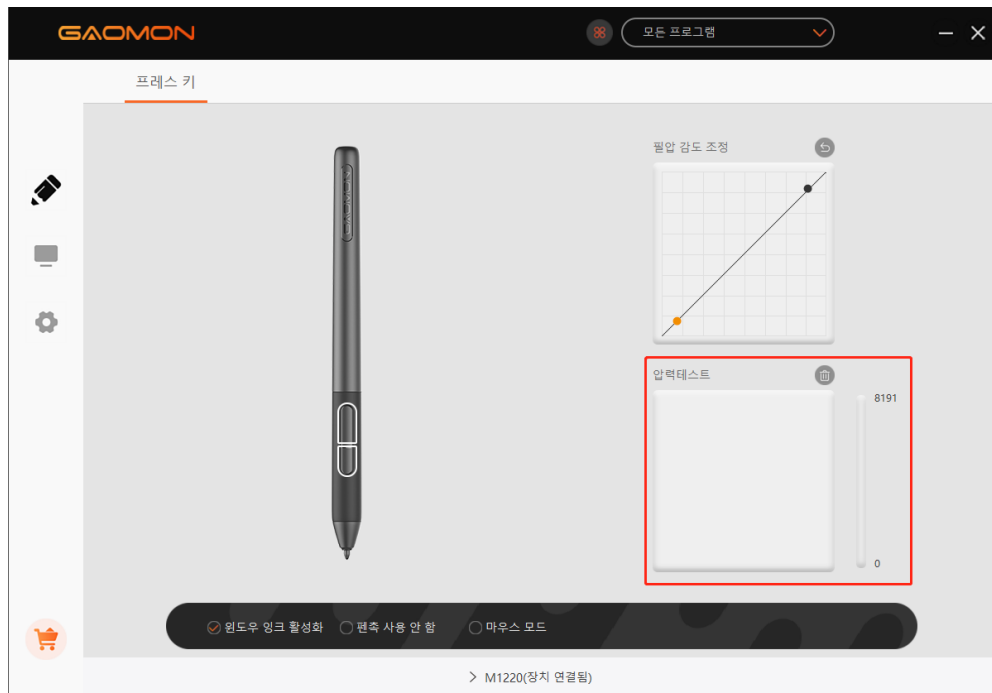 GAOMON
모든 프로그램
프레스 키
필압 감도 조정
GAOMON
압력테스트
8191
0
윈도우 잉크 활성화 펜촉 사용 안 함 마우스 모드
M1220(장치 연결됨)